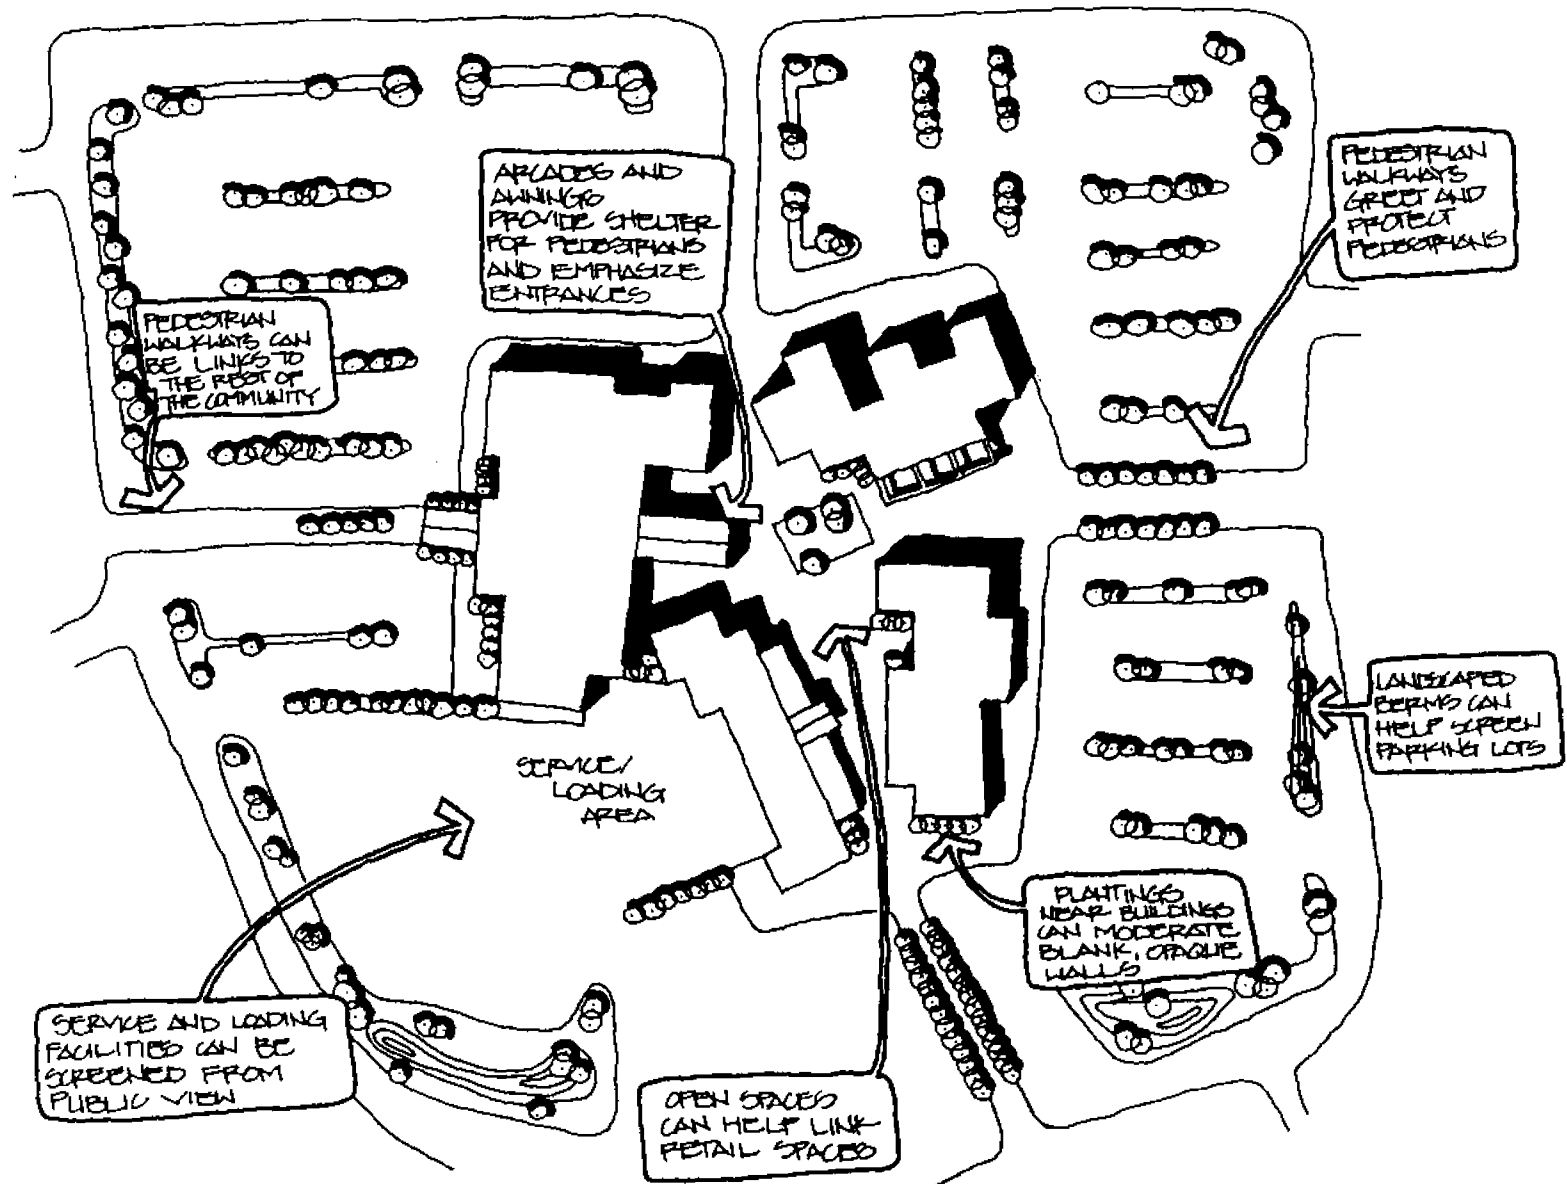 ARCADES AND
AWNINGS
PROVIDE SHELTER
FOR PEDESTRIANS
AND EMPHASIZE
ENTRANCES
PEDESTRIAN
WALKWAYS
GREET AND
PROTECT
PEDESTRIANS
PEDESTRIAN
WALKWAYS CAN
BE LINKS TO
THE REST OF
THE COMMUNITY
LANDSCAPED
BERMS CAN
HELP SCREEN
PARKING LOTS
SERVICE/
LOADING
AREA
PLANTINGS
NEAR BUILDINGS
CAN MODERATE
BLANK, OPAQUE
WALLS
SERVICE AND LOADING
FACILITIES CAN BE
SCREENED FROM
PUBLIC VIEW
OPEN SPACES
CAN HELP LINK
RETAIL SPACES